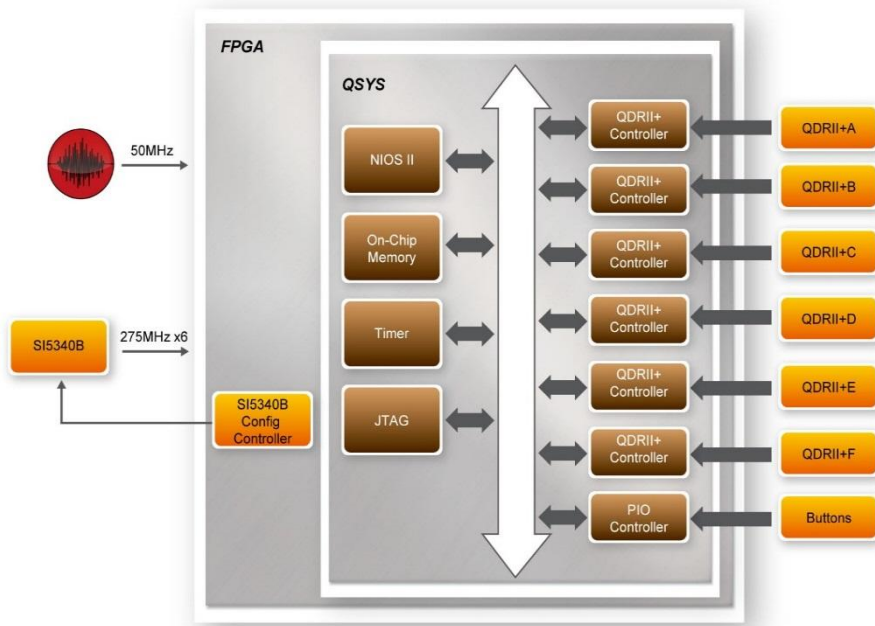 FPGA
QSYS
50MHz
SI5340B
275MHz x6
SI5340B
Config
Controller
NIOS II
On-Chip
Memory
Timer
JTAG
QDRII+
Controller
QDRII+
Controller
QDRII+
Controller
QDRII+
Controller
QDRII+
Controller
QDRII+
Controller
PIO
Controller
QDRII+A
QDRII+B
QDRII+C
QDRII+D
QDRII+E
QDRII+F
Buttons